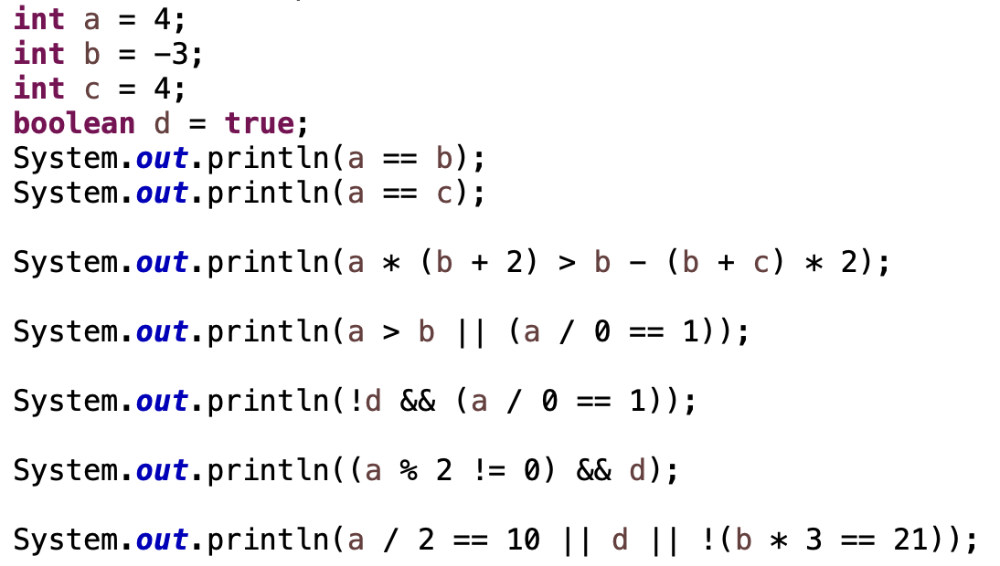 int a = 4;
int b = -3;
int c = 4;
boolean d = true;
System.out.println(a == b);
System.out.println(a == c);
System.out.println(a * (b + 2) > b - (b + c) * 2);
System.out.println(a > b || (a / 0 == 1));
System.out.println(!d && (a / 0 == 1));
System.out.println((a % 2 != 0) && d);
System.out.println(a / 2 == 10 || d || !(b * 3 == 21));